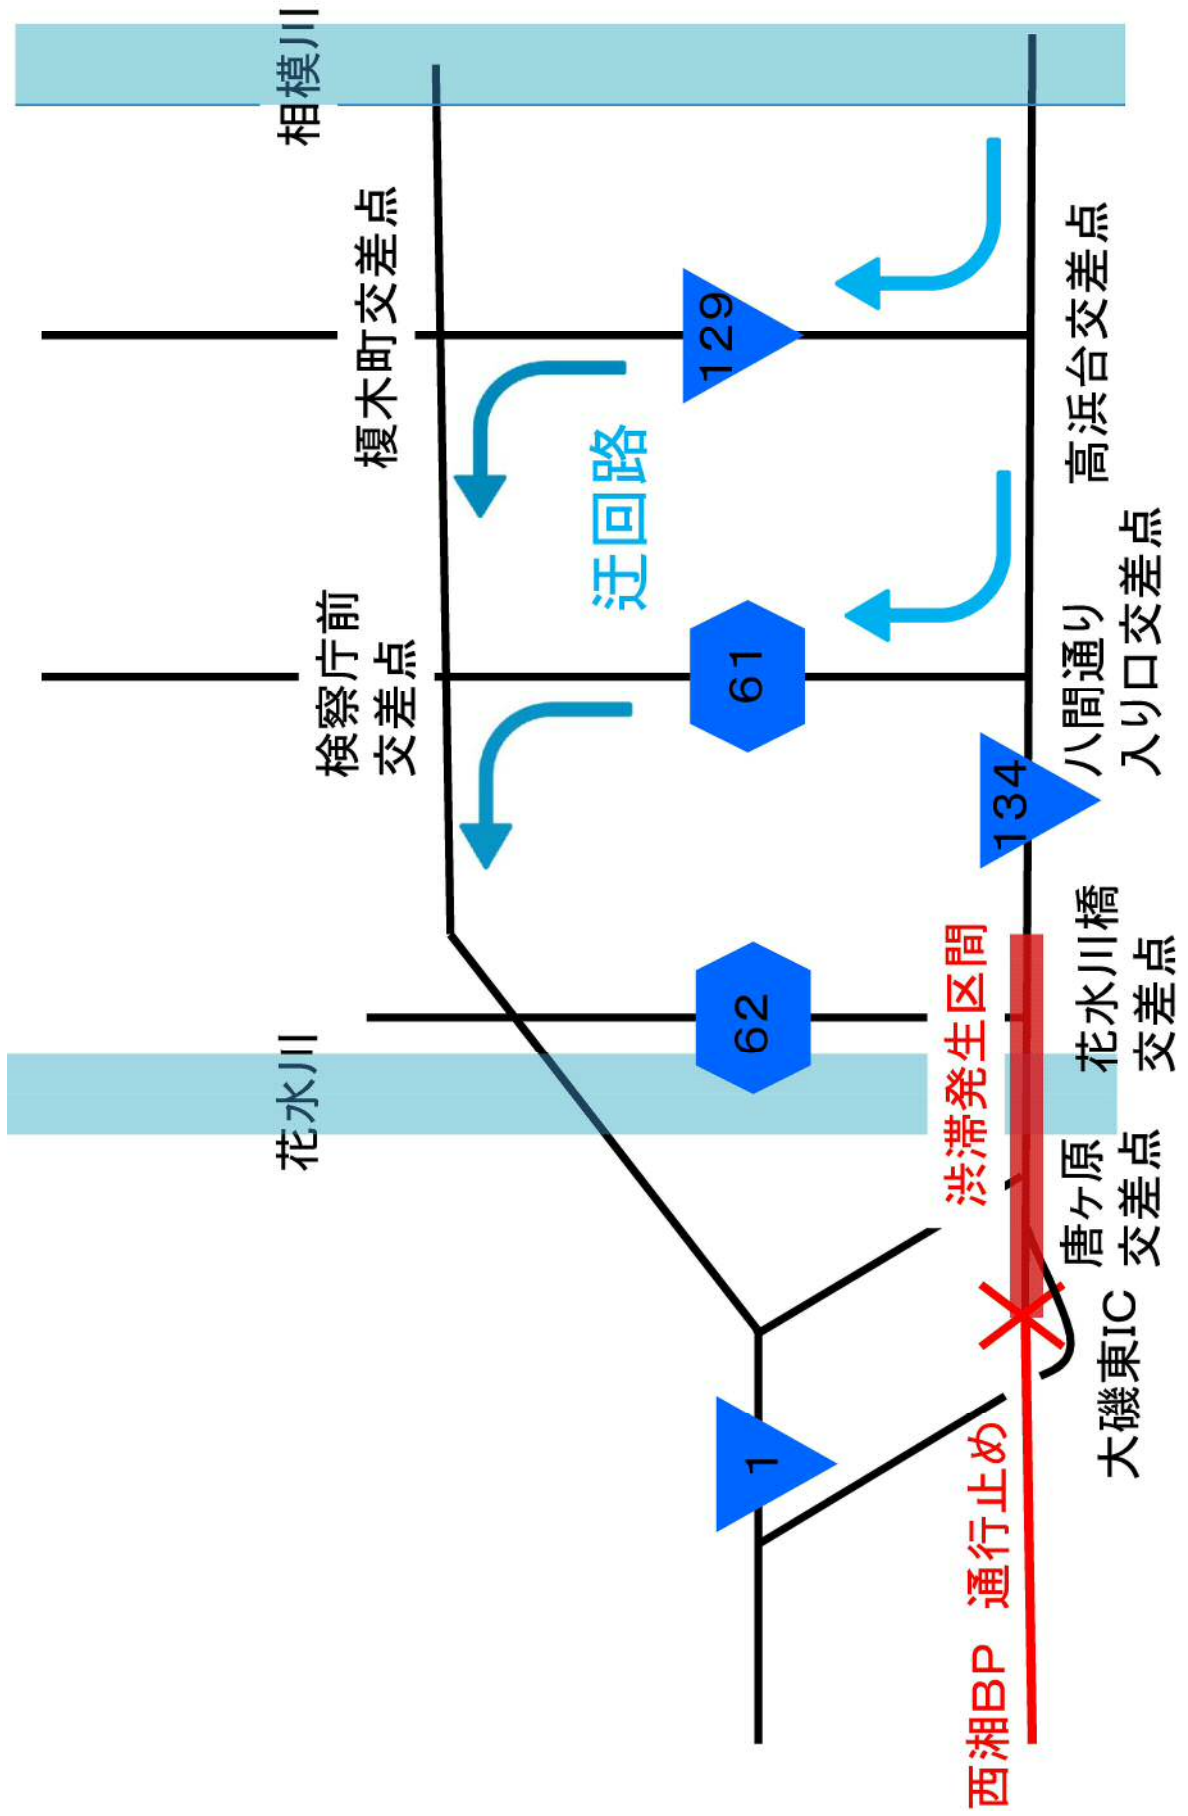 花水川
相模川
検察庁前
交差点
榎木町交差点
迂回路
1
62
61
129
渋滞発生区間
134
西湘BP 通行止め
大磯東IC
唐ヶ原
交差点
花水川橋
交差点
八間通り
入り口交差点
高浜台交差点